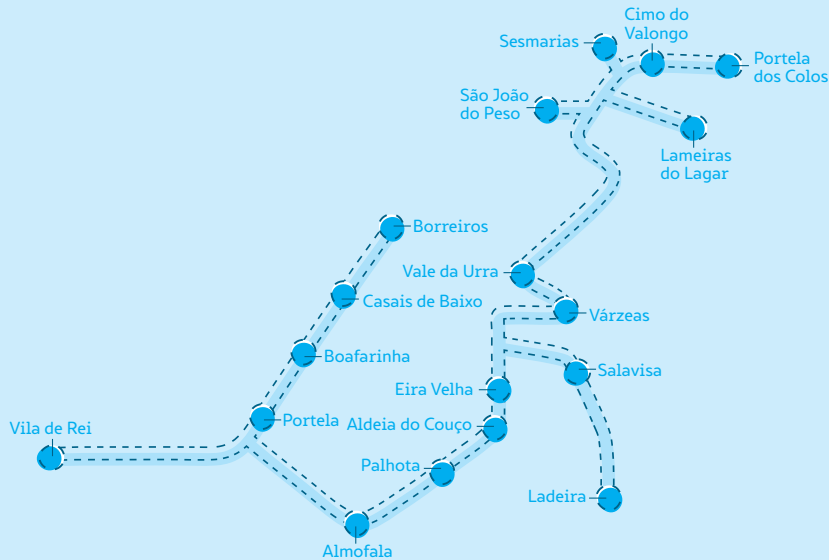 Cimo do
Valongo
Sesmarias
Portela
dos Colos
São João
do Peso
Lameiras
do Lagar
Borreiros
Vale da Urra
Casais de Baixo
Várzeas
Boafarinha
Salavisa
Eira Velha
Portela
Aldeia do Couço
Vila de Rei
Palhota
Ladeira
Almofala